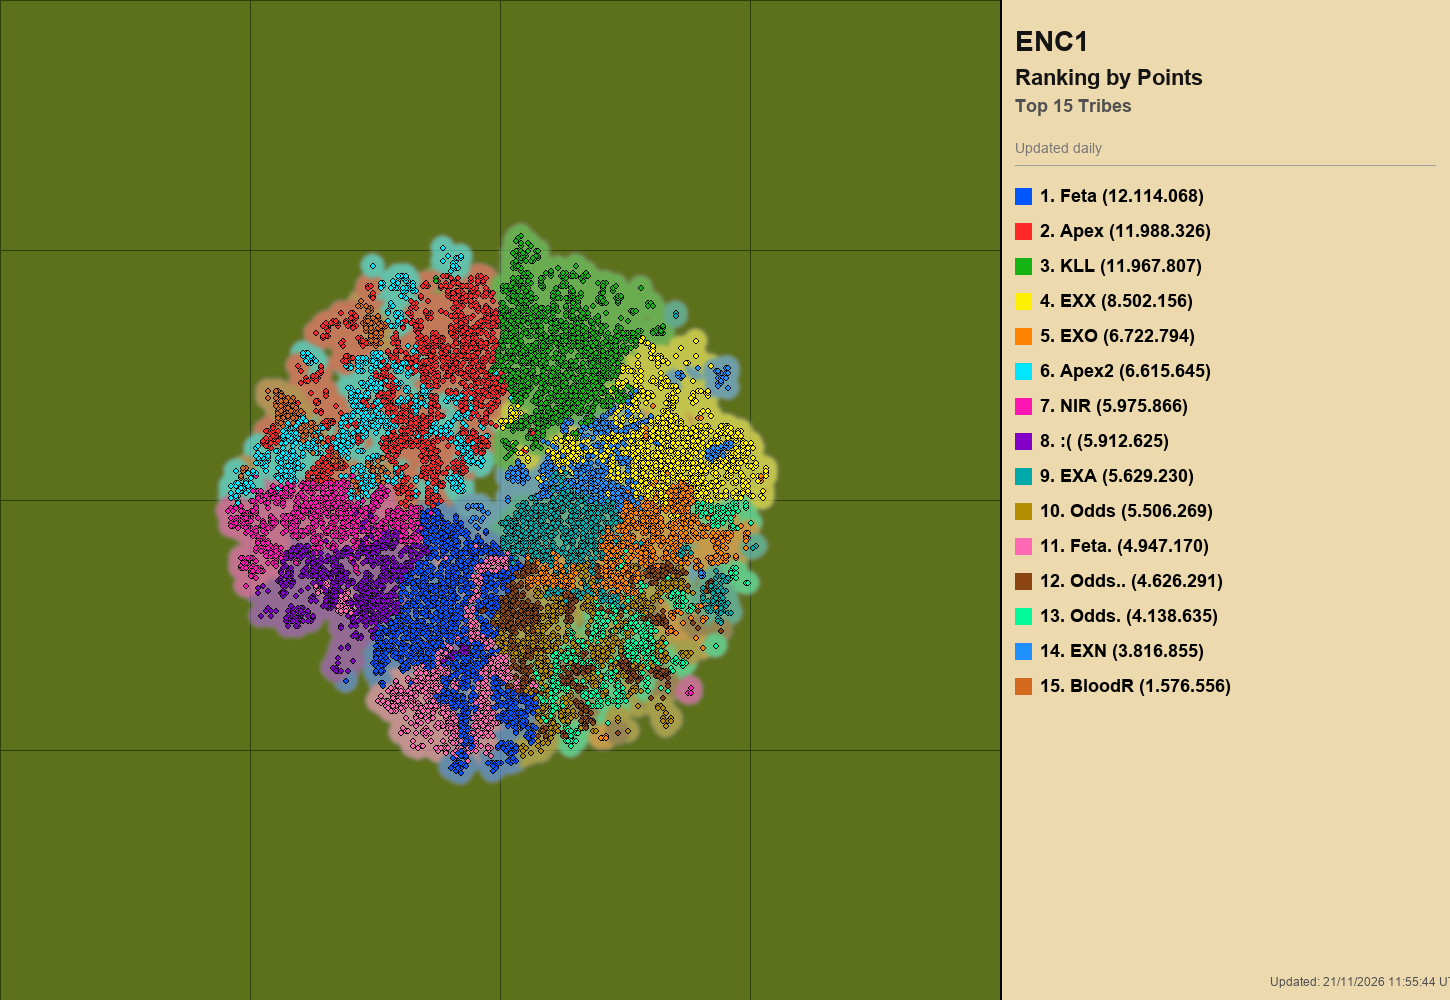 ENC1
Ranking by Points
Top 15 Tribes
Updated daily
1. Feta (12.114.068)
2. Apex (11.988.326)
3. KLL (11.967.807)
4. EXX (8.502.156)
5. EXO (6.722.794)
6. Apex2 (6.615.645)
7. NIR (5.975.866)
8. :( (5.912.625)
9. EXA (5.629.230)
10. Odds (5.506.269)
11. Feta. (4.947.170)
12. Odds.. (4.626.291)
13. Odds. (4.138.635)
14. EXN (3.816.855)
15. BloodR (1.576.556)
Updated: 21/11/2026 11:55:44 U